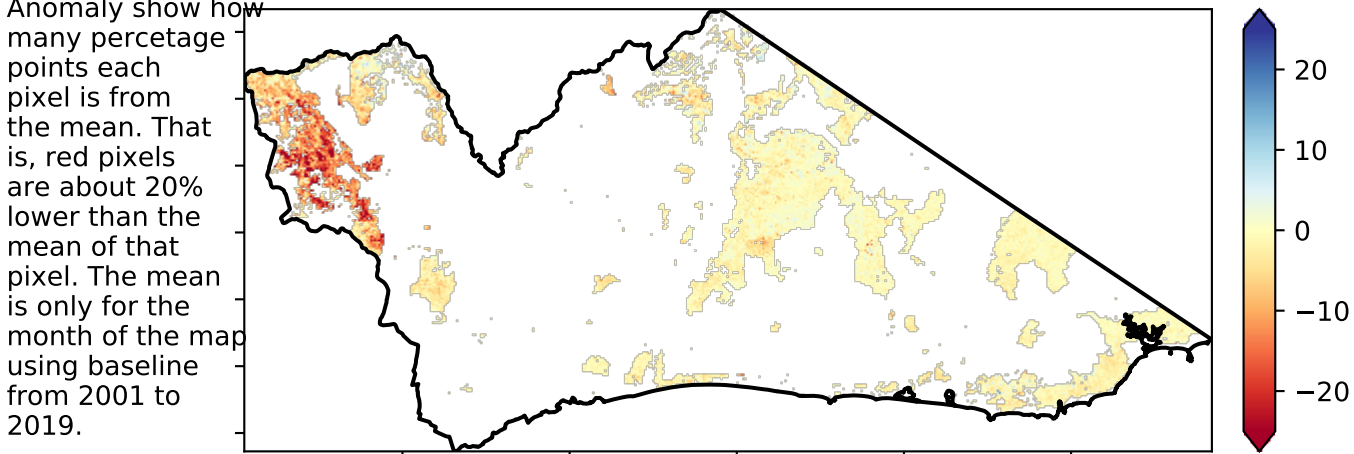 Anomaly show how
many percetage
points each
pixel is from
the mean. That
is, red pixels
are about 20%
lower than the
mean of that
pixel. The mean
is only for the
month of the map
using baseline
from 2001 to
2019.
20
10
0
−10
−20